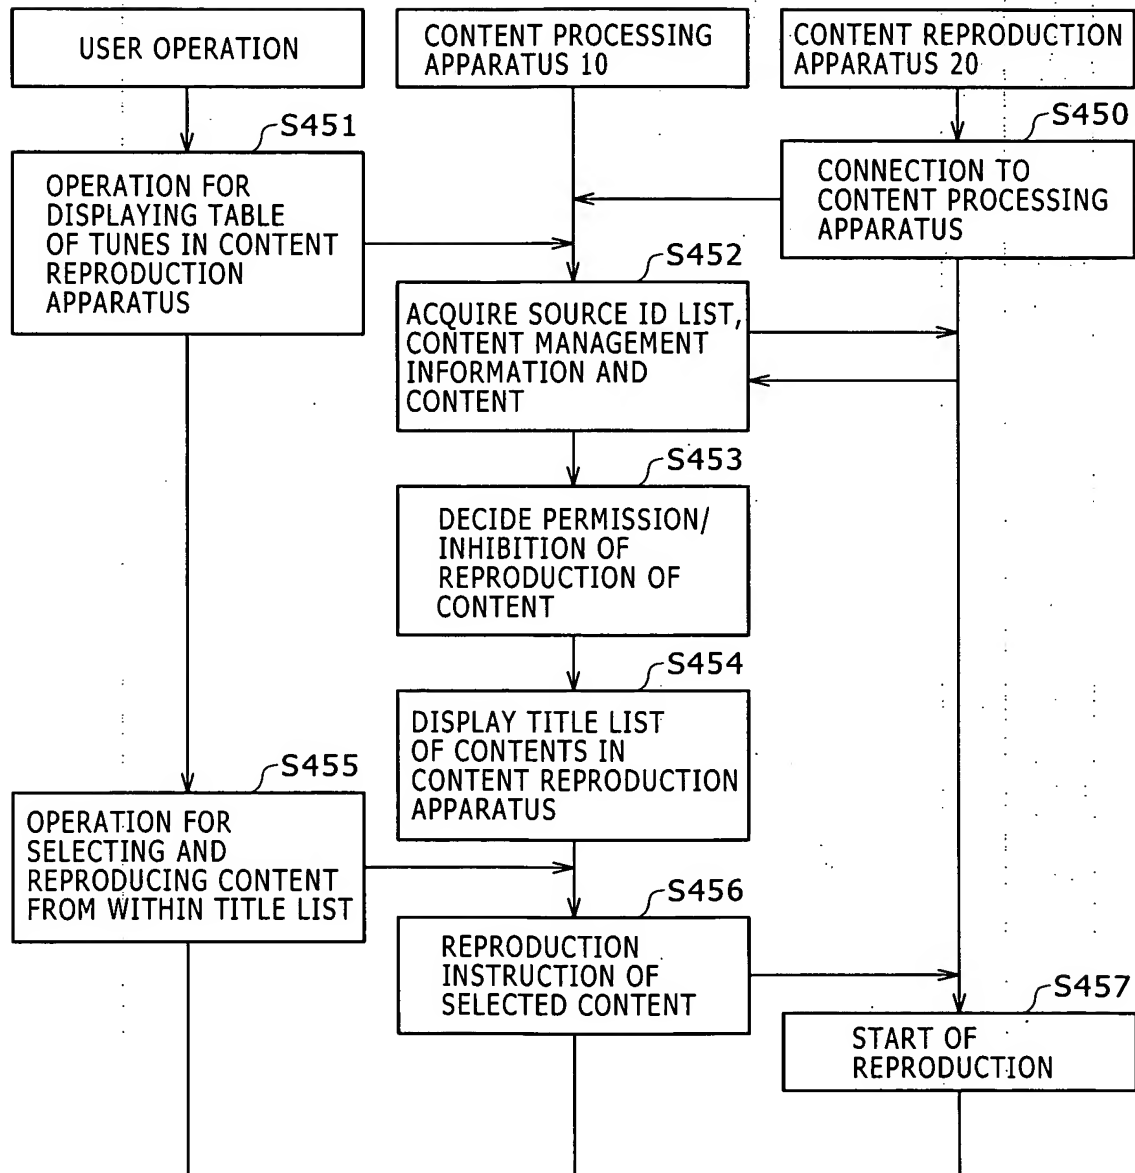 USER OPERATION
CONTENT PROCESSING
APPARATUS 10
CONTENT REPRODUCTION
APPARATUS 20
S451
OPERATION FOR
DISPLAYING TABLE
OF TUNES IN CONTENT
REPRODUCTION
APPARATUS
S450
CONNECTION TO
CONTENT PROCESSING
APPARATUS
S452
ACQUIRE SOURCE ID LIST,
CONTENT MANAGEMENT
INFORMATION AND
CONTENT
S453
DECIDE PERMISSION/
INHIBITION OF
REPRODUCTION OF
CONTENT
S454
DISPLAY TITLE LIST
OF CONTENTS IN
CONTENT REPRODUCTION
APPARATUS
S455
OPERATION FOR
SELECTING AND
REPRODUCING CONTENT
FROM WITHIN TITLE LIST
S456
REPRODUCTION
INSTRUCTION OF
SELECTED CONTENT
S457
START OF
REPRODUCTION